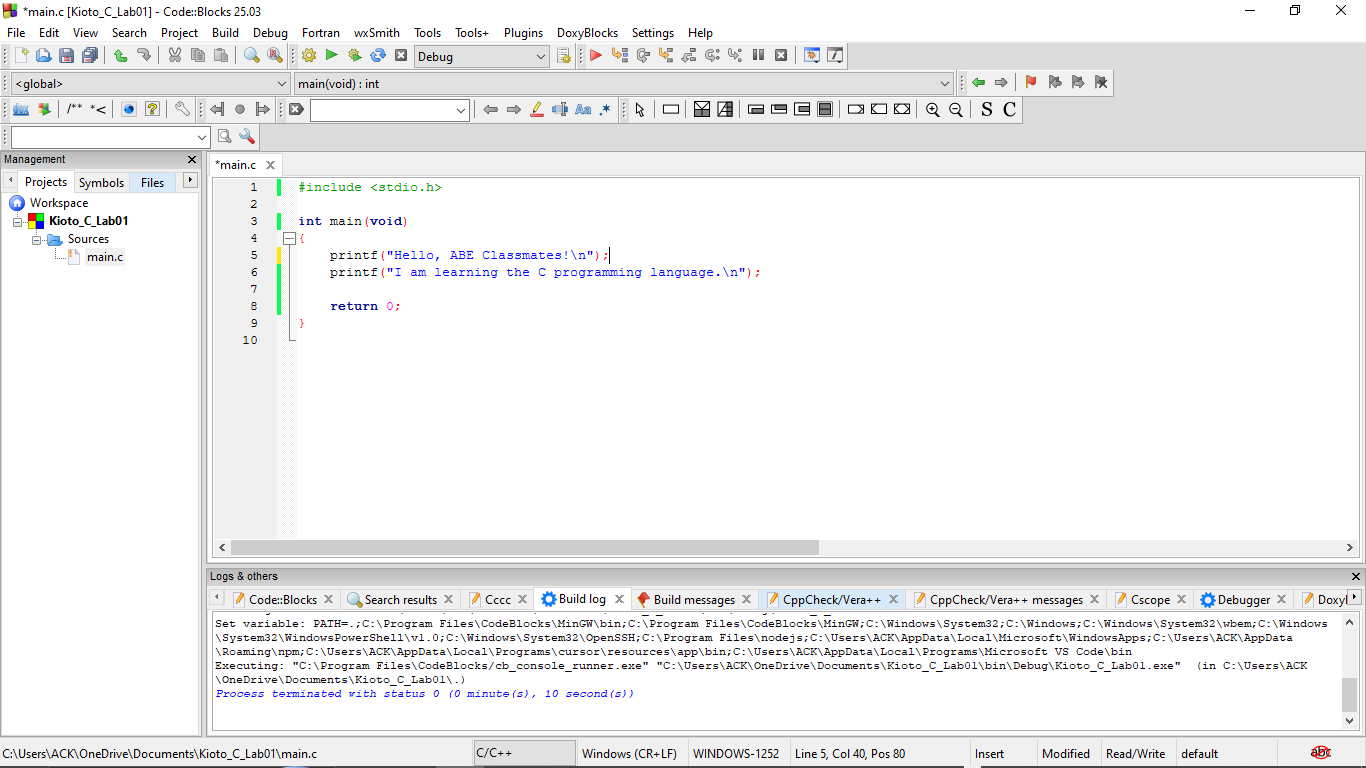 *main.c [Kioto_C_Lab01] - Code::Blocks 25.03
File Edit View Search Project Build Debug Fortran wxSmith Tools Tools+ Plugins DoxyBlocks Settings Help
Debug
<global> main(void) : int
/** *< Aa .* S C
Management
Projects Symbols Files
Workspace
Kioto_C_Lab01
Sources
main.c
*main.c
1 #include <stdio.h>
2
3 int main(void)
4 {
5 printf("Hello, ABE Classmates!\n");
6 printf("I am learning the C programming language.\n");
7
8 return 0;
9 }
10
Logs & others
Code::Blocks Search results Cccc Build log Build messages CppCheck/Vera++ CppCheck/Vera++ messages Cscope Debugger Doxyl
Set variable: PATH=.;C:\Program Files\CodeBlocks\MinGW\bin;C:\Program Files\CodeBlocks\MinGW;C:\Windows\System32;C:\Windows;C:\Windows\System32\wbem;C:\Windows
\System32\WindowsPowerShell\v1.0;C:\Windows\System32\OpenSSH;C:\Program Files\nodejs;C:\Users\ACK\AppData\Local\Microsoft\WindowsApps;C:\Users\ACK\AppData
\Roaming\npm;C:\Users\ACK\AppData\Local\Programs\cursor\resources\app\bin;C:\Users\ACK\AppData\Local\Programs\Microsoft VS Code\bin
Executing: "C:\Program Files\CodeBlocks/cb_console_runner.exe" "C:\Users\ACK\OneDrive\Documents\Kioto_C_Lab01\bin\Debug\Kioto_C_Lab01.exe" (in C:\Users\ACK
\OneDrive\Documents\Kioto_C_Lab01\.)
Process terminated with status 0 (0 minute(s), 10 second(s))
C:\Users\ACK\OneDrive\Documents\Kioto_C_Lab01\main.c C/C++ Windows (CR+LF) WINDOWS-1252 Line 5, Col 40, Pos 80 Insert Modified Read/Write default abc